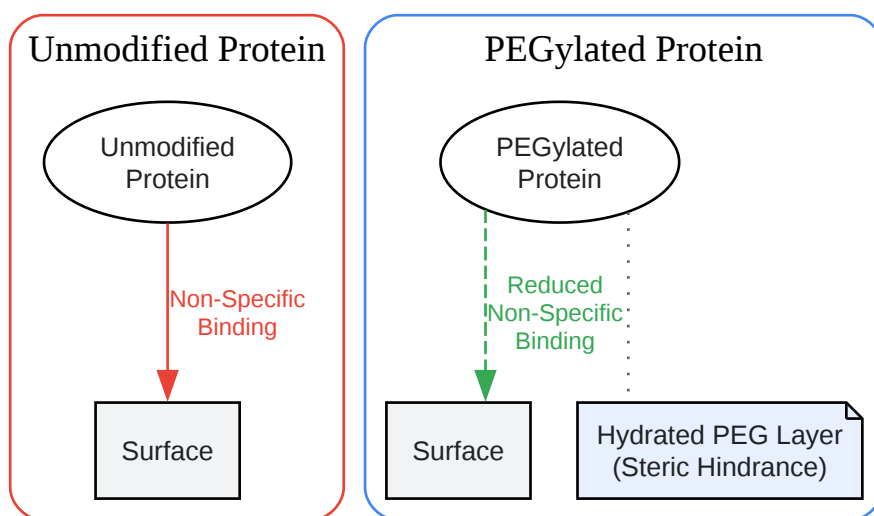 Unmodified Protein
Unmodified
Protein
Non-Specific
Binding
Surface
PEGylated Protein
PEGylated
Protein
Reduced
Non-Specific
Binding
Surface
Hydrated PEG Layer
(Steric Hindrance)